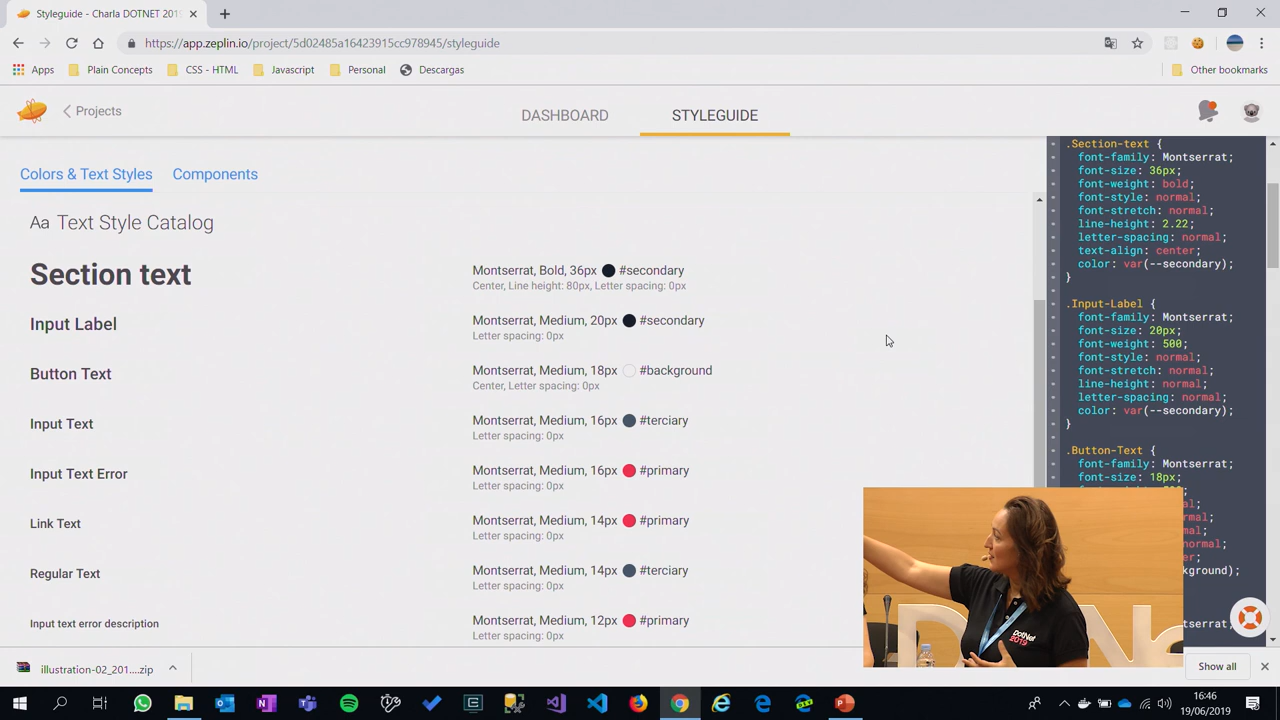 Styleguide - Charla DOTNET 2019
https://app.zeplin.io/project/5d02485a16423915cc978945/styleguide
Apps
Plain Concepts
CSS - HTML
Javascript
Personal
Descargas
Other bookmarks
Projects
DASHBOARD
STYLEGUIDE
Colors & Text Styles
Components
Aa Text Style Catalog
Section text
Montserrat, Bold, 36px #secondary
Center, Line height: 80px, Letter spacing: 0px
Input Label
Montserrat, Medium, 20px #secondary
Letter spacing: 0px
Button Text
Montserrat, Medium, 18px #background
Center, Letter spacing: 0px
Input Text
Montserrat, Medium, 16px #terciary
Letter spacing: 0px
Input Text Error
Montserrat, Medium, 16px #primary
Letter spacing: 0px
Link Text
Montserrat, Medium, 14px #primary
Letter spacing: 0px
Regular Text
Montserrat, Medium, 14px #terciary
Letter spacing: 0px
Input text error description
Montserrat, Medium, 12px #primary
Letter spacing: 0px
.Section-text {
font-family: Montserrat;
font-size: 36px;
font-weight: bold;
font-style: normal;
font-stretch: normal;
line-height: 2.22;
letter-spacing: normal;
text-align: center;
color: var(--secondary);
}
.Input-Label {
font-family: Montserrat;
font-size: 20px;
font-weight: 500;
font-style: normal;
font-stretch: normal;
line-height: normal;
letter-spacing: normal;
color: var(--secondary);
}
.Button-Text {
font-family: Montserrat;
font-size: 18px;
DotNet
2019
illustration-02_201....zip
Show all
16:46
19/06/2019